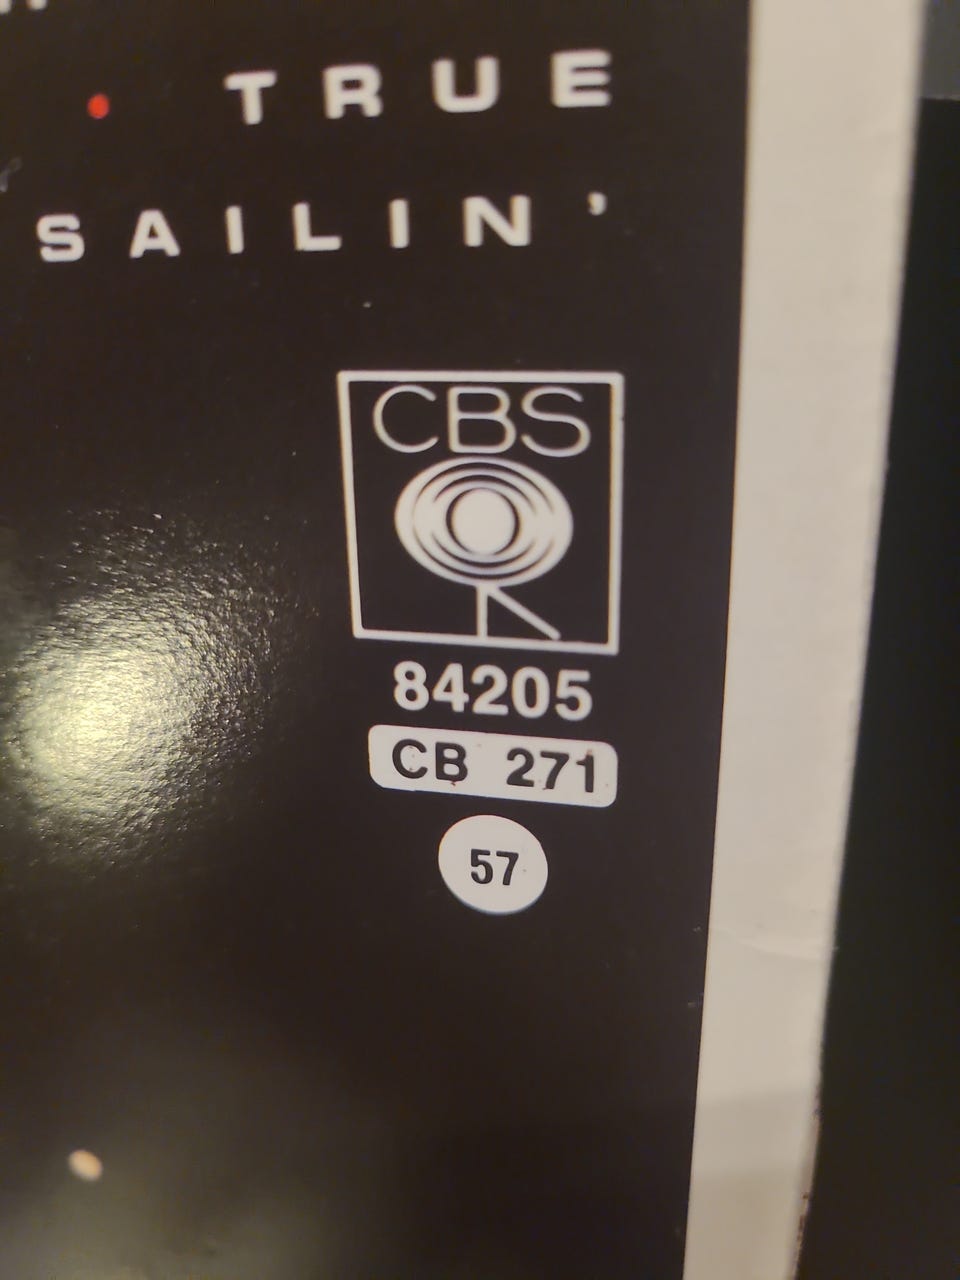 • TRUE
SAILIN'
CBS
84205
CB 271
57